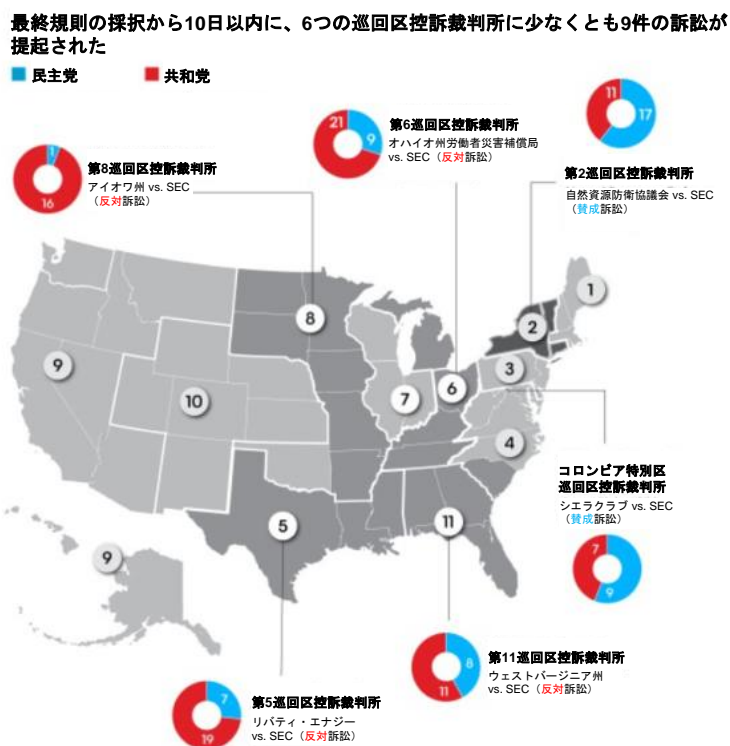 最終規則の採択から10日以内に、6つの巡回区控訴裁判所に少なくとも9件の訴訟が
提起された
民主党
共和党
第8巡回区控訴裁判所
アイオワ州 vs. SEC
（反対訴訟）
1
16
第6巡回区控訴裁判所
オハイオ州労働者災害補償局
vs. SEC（反対訴訟）
21
9
第2巡回区控訴裁判所
自然資源防衛協議会 vs. SEC
（賛成訴訟）
11
17
1
2
3
4
5
6
7
8
9
10
11
9
コロンビア特別区
巡回区控訴裁判所
シエラクラブ vs. SEC
（賛成訴訟）
7
9
第11巡回区控訴裁判所
ウェストバージニア州
vs. SEC（反対訴訟）
8
11
第5巡回区控訴裁判所
リバティ・エナジー
vs. SEC（反対訴訟）
7
19